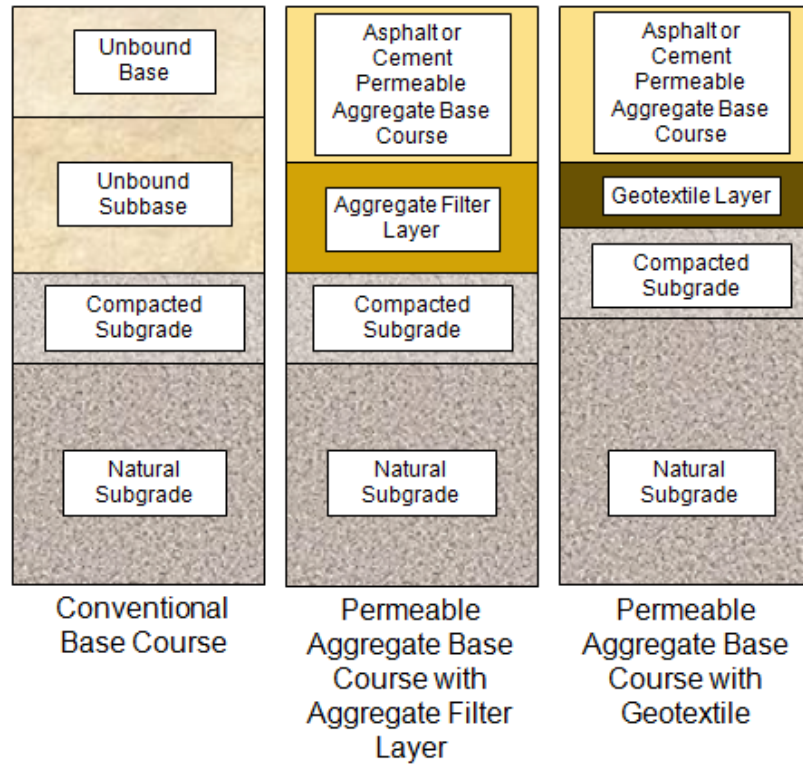 Unbound
Base
Unbound
Subbase
Compacted
Subgrade
Natural
Subgrade
Conventional
Base Course
Asphalt or
Cement
Permeable
Aggregate Base
Course
Aggregate Filter
Layer
Compacted
Subgrade
Natural
Subgrade
Permeable
Aggregate Base
Course with
Aggregate Filter
Layer
Asphalt or
Cement
Permeable
Aggregate Base
Course
Geotextile Layer
Compacted
Subgrade
Natural
Subgrade
Permeable
Aggregate Base
Course with
Geotextile